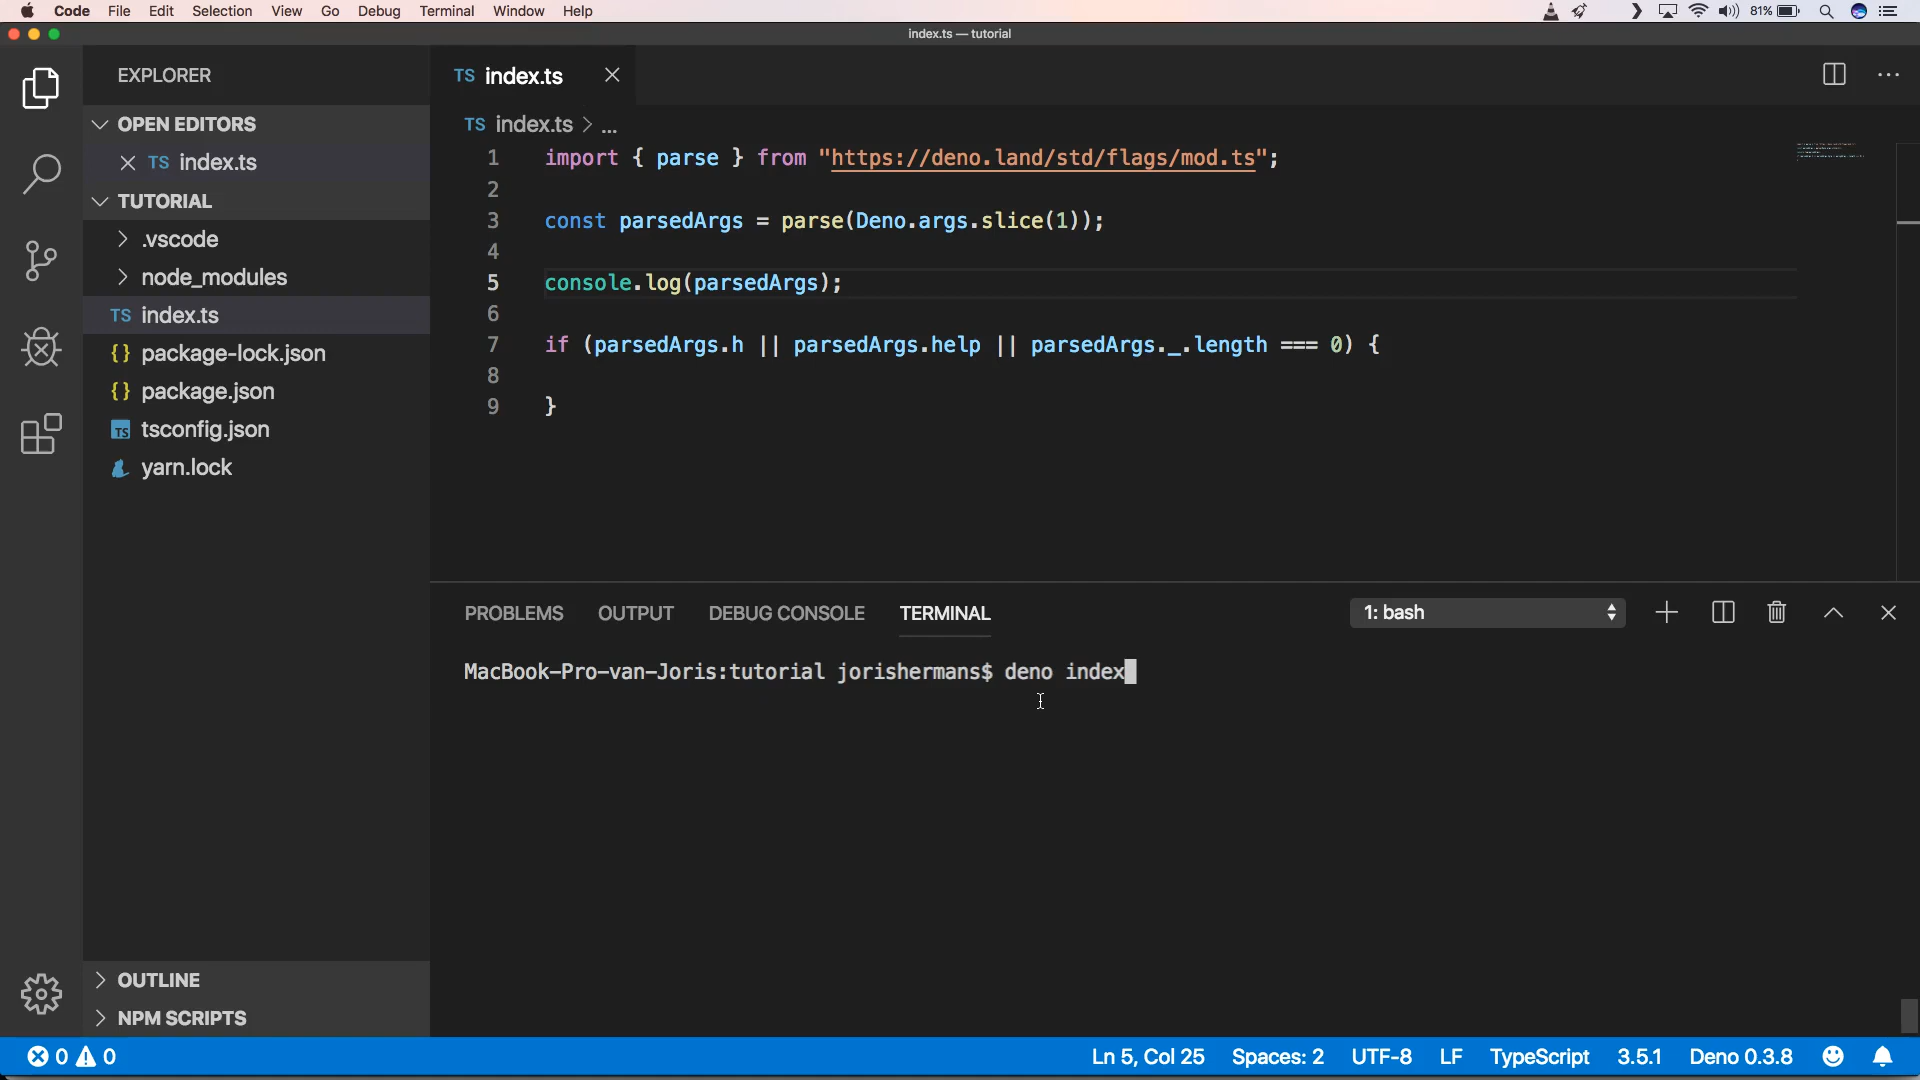 Code File Edit Selection View Go Debug Terminal Window Help 81%
index.ts — tutorial
EXPLORER
OPEN EDITORS
TS index.ts
TUTORIAL
.vscode
node_modules
TS index.ts
{} package-lock.json
{} package.json
TS tsconfig.json
yarn.lock
OUTLINE
NPM SCRIPTS
TS index.ts
TS index.ts > ...
1 import { parse } from "https://deno.land/std/flags/mod.ts";
2
3 const parsedArgs = parse(Deno.args.slice(1));
4
5 console.log(parsedArgs);
6
7 if (parsedArgs.h || parsedArgs.help || parsedArgs._.length === 0) {
8
9 }
PROBLEMS OUTPUT DEBUG CONSOLE TERMINAL 1: bash
MacBook-Pro-van-Joris:tutorial jorishermans$ deno index
0 0 Ln 5, Col 25 Spaces: 2 UTF-8 LF TypeScript 3.5.1 Deno 0.3.8